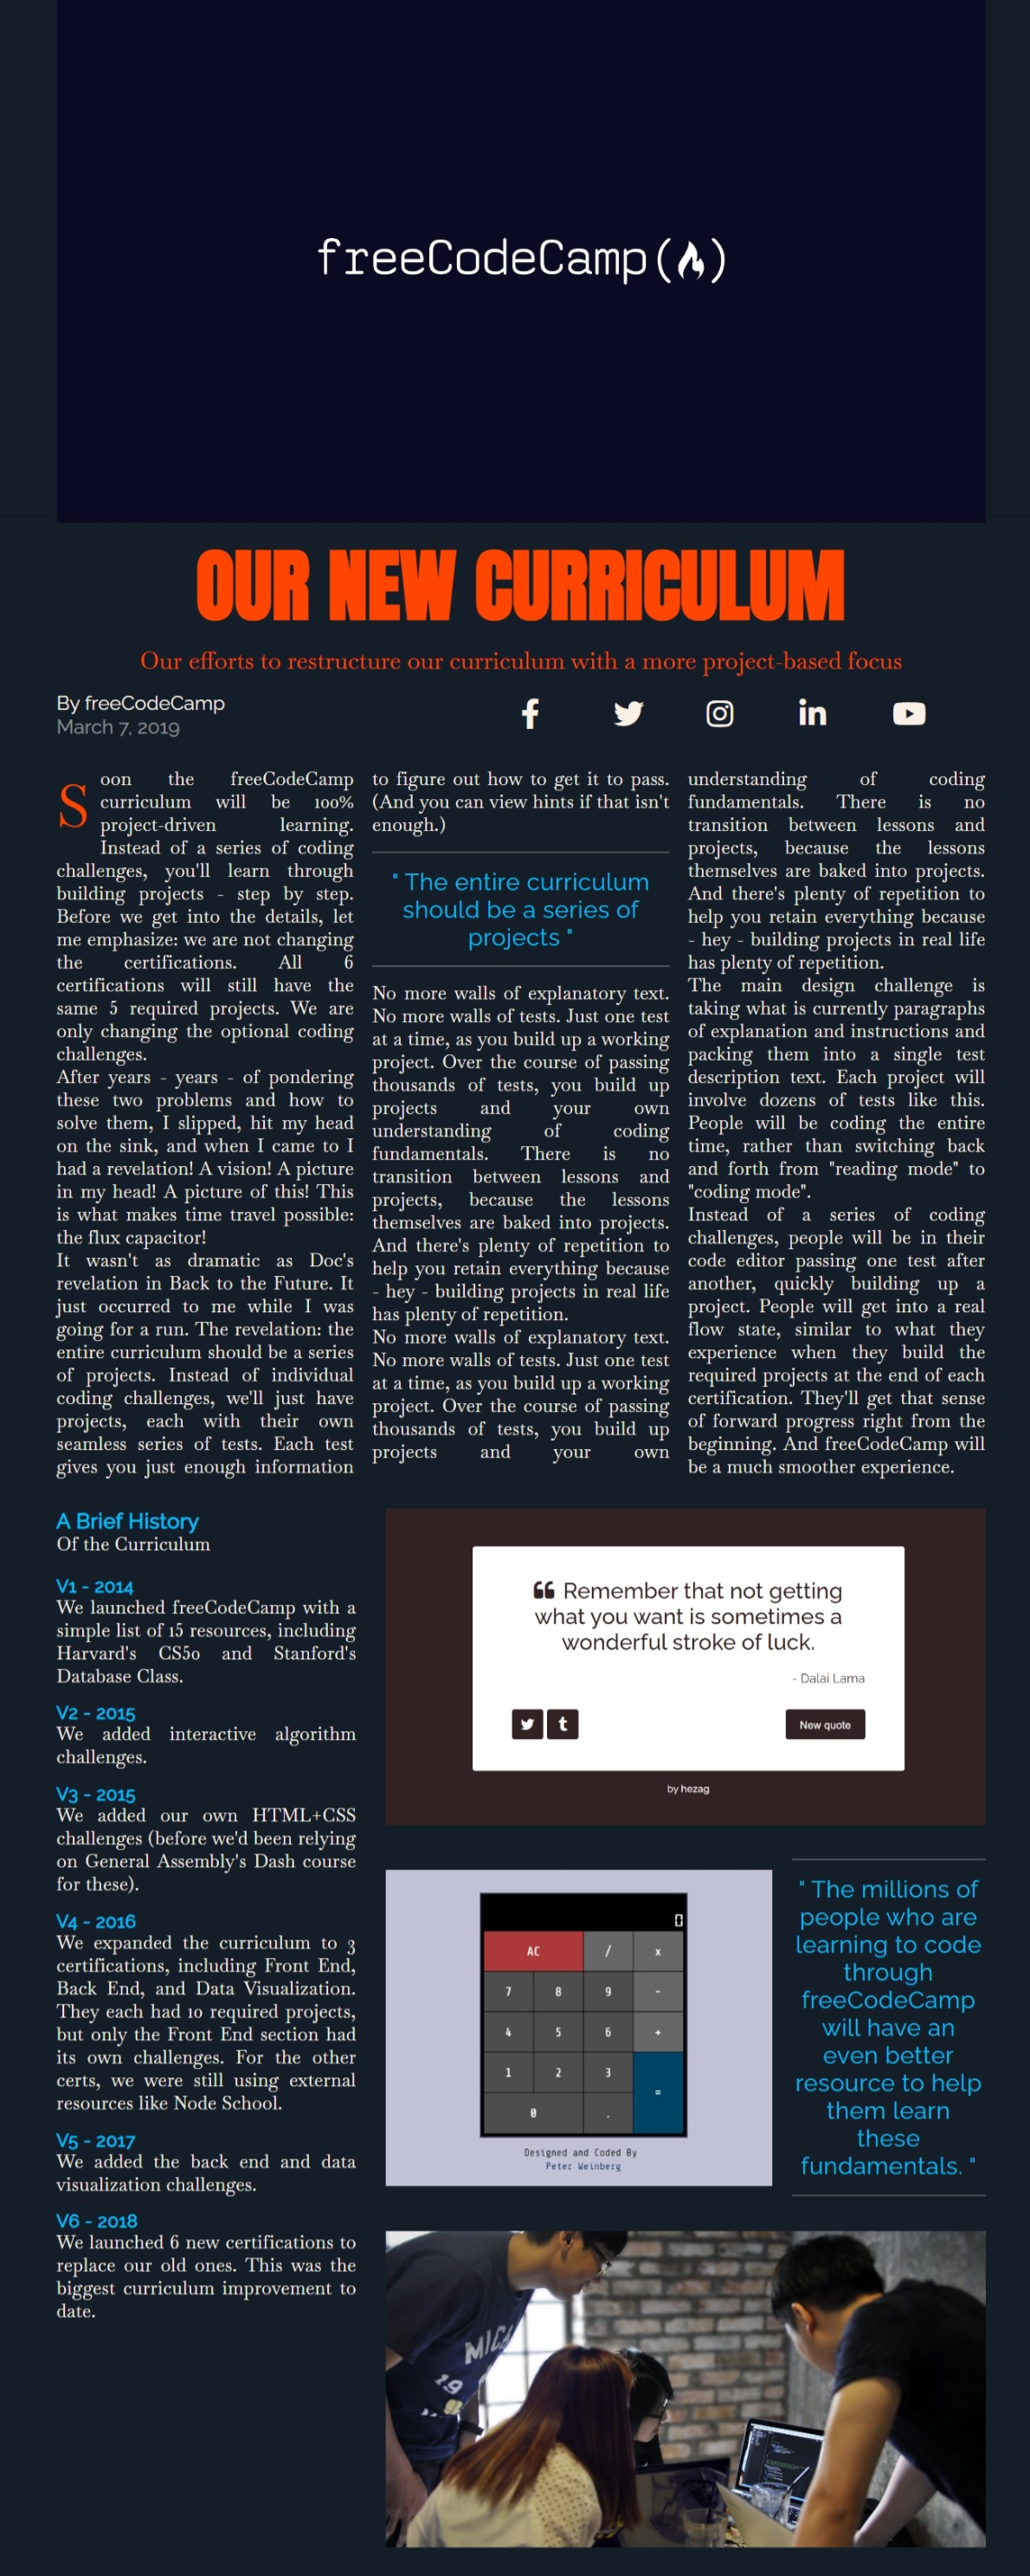 freeCodeCamp( )
OUR NEW CURRICULUM
Our efforts to restructure our curriculum with a more project-based focus
By freeCodeCamp
March 7, 2019
Soon the freeCodeCamp
curriculum will be 100%
project-driven learning.
Instead of a series of coding
challenges, you'll learn through
building projects - step by step.
Before we get into the details, let
me emphasize: we are not changing
the certifications. All 6
certifications will still have the
same 5 required projects. We are
only changing the optional coding
challenges.
After years - years - of pondering
these two problems and how to
solve them, I slipped, hit my head
on the sink, and when I came to I
had a revelation! A vision! A picture
in my head! A picture of this! This
is what makes time travel possible:
the flux capacitor!
It wasn't as dramatic as Doc's
revelation in Back to the Future. It
just occurred to me while I was
going for a run. The revelation: the
entire curriculum should be a series
of projects. Instead of individual
coding challenges, we'll just have
projects, each with their own
seamless series of tests. Each test
gives you just enough information
to figure out how to get it to pass.
(And you can view hints if that isn't
enough.)
" The entire curriculum
should be a series of
projects "
No more walls of explanatory text.
No more walls of tests. Just one test
at a time, as you build up a working
project. Over the course of passing
thousands of tests, you build up
projects and your own
understanding of coding
fundamentals. There is no
transition between lessons and
projects, because the lessons
themselves are baked into projects.
And there's plenty of repetition to
help you retain everything because
- hey - building projects in real life
has plenty of repetition.
No more walls of explanatory text.
No more walls of tests. Just one test
at a time, as you build up a working
project. Over the course of passing
thousands of tests, you build up
projects and your own
understanding of coding
fundamentals. There is no
transition between lessons and
projects, because the lessons
themselves are baked into projects.
And there's plenty of repetition to
help you retain everything because
- hey - building projects in real life
has plenty of repetition.
The main design challenge is
taking what is currently paragraphs
of explanation and instructions and
packing them into a single test
description text. Each project will
involve dozens of tests like this.
People will be coding the entire
time, rather than switching back
and forth from "reading mode" to
"coding mode".
Instead of a series of coding
challenges, people will be in their
code editor passing one test after
another, quickly building up a
project. People will get into a real
flow state, similar to what they
experience when they build the
required projects at the end of each
certification. They'll get that sense
of forward progress right from the
beginning. And freeCodeCamp will
be a much smoother experience.
A Brief History
Of the Curriculum
V1 - 2014
We launched freeCodeCamp with a
simple list of 15 resources, including
Harvard's CS50 and Stanford's
Database Class.
V2 - 2015
We added interactive algorithm
challenges.
V3 - 2015
We added our own HTML+CSS
challenges (before we'd been relying
on General Assembly's Dash course
for these).
V4 - 2016
We expanded the curriculum to 3
certifications, including Front End,
Back End, and Data Visualization.
They each had 10 required projects,
but only the Front End section had
its own challenges. For the other
certs, we were still using external
resources like Node School.
V5 - 2017
We added the back end and data
visualization challenges.
V6 - 2018
We launched 6 new certifications to
replace our old ones. This was the
biggest curriculum improvement to
date.
“ Remember that not getting
what you want is sometimes a
wonderful stroke of luck.
- Dalai Lama
New quote
by hezag
0
AC / x
7 8 9 -
4 5 6 +
1 2 3 =
0 .
Designed and Coded By
Peter Weinberg
" The millions of
people who are
learning to code
through
freeCodeCamp
will have an
even better
resource to help
them learn
these
fundamentals. "
MICH
19